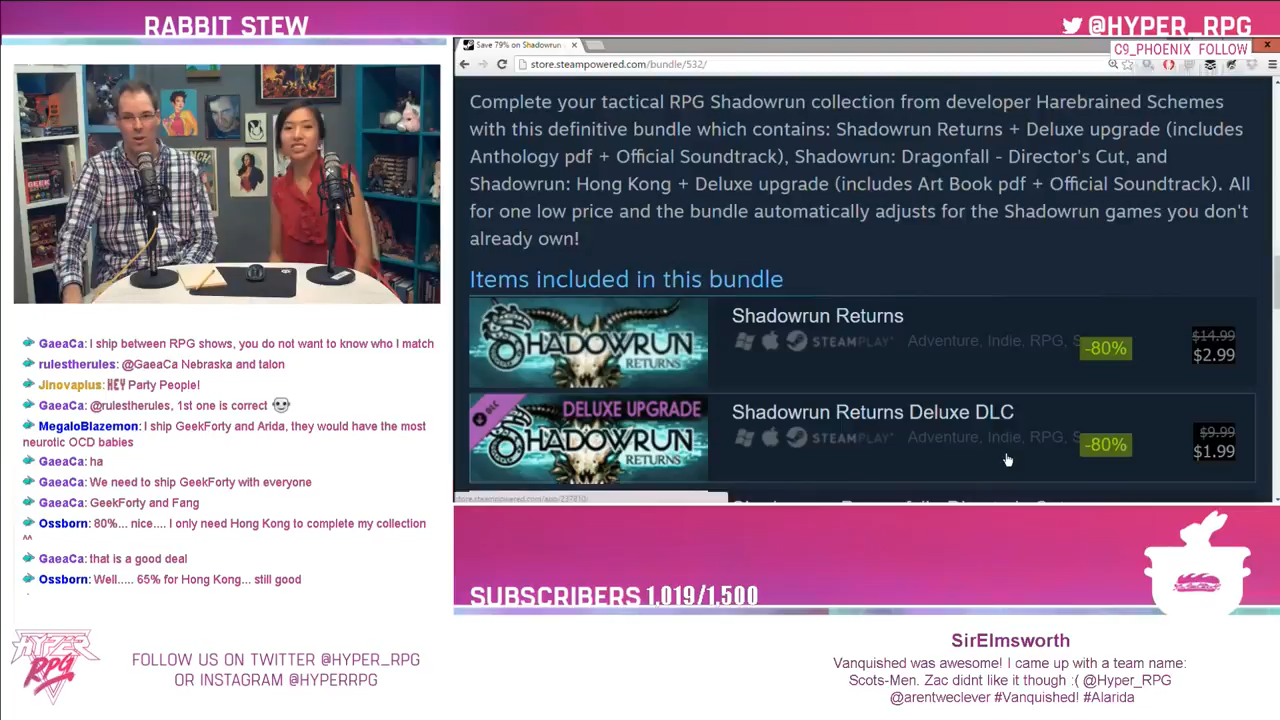 RABBIT STEW
@HYPER_RPG
C9_PHOENIX FOLLOW
Save 79% on Shadowrun
store.steampowered.com/bundle/532/
Complete your tactical RPG Shadowrun collection from developer Harebrained Schemes
with this definitive bundle which contains: Shadowrun Returns + Deluxe upgrade (includes
Anthology pdf + Official Soundtrack), Shadowrun: Dragonfall - Director's Cut, and
Shadowrun: Hong Kong + Deluxe upgrade (includes Art Book pdf + Official Soundtrack). All
for one low price and the bundle automatically adjusts for the Shadowrun games you don't
already own!
Items included in this bundle
SHADOWRUN
RETURNS
Shadowrun Returns
STEAMPLAY Adventure, Indie, RPG, S
-80%
$14.99
$2.99
DLC
DELUXE UPGRADE
SHADOWRUN
RETURNS
Shadowrun Returns Deluxe DLC
STEAMPLAY Adventure, Indie, RPG, S
-80%
$9.99
$1.99
store.steampowered.com/app/237850/
GaeaCa: I ship between RPG shows, you do not want to know who I match
rulestherules: @GaeaCa Nebraska and talon
Jinovaplus: HEY Party People!
GaeaCa: @rulestherules, 1st one is correct
MegaloBlazemon: I ship GeekForty and Arida, they would have the most
neurotic OCD babies
GaeaCa: ha
GaeaCa: We need to ship GeekForty with everyone
GaeaCa: GeekForty and Fang
Ossborn: 80%... nice.... I only need Hong Kong to complete my collection
^^
GaeaCa: that is a good deal
Ossborn: Well..... 65% for Hong Kong... still good
SUBSCRIBERS 1,019/1,500
HYPER
RPG
FOLLOW US ON TWITTER @HYPER_RPG
OR INSTAGRAM @HYPERRPG
SirElmsworth
Vanquished was awesome! I came up with a team name:
Scots-Men. Zac didnt like it though :( @Hyper_RPG
@arentweclever #Vanquished! #Alarida